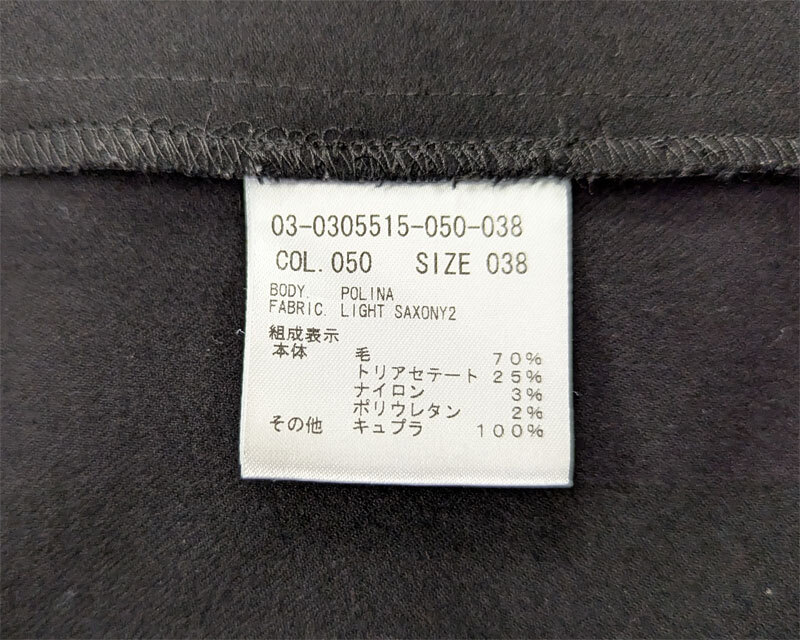 03-0305515-050-038
COL.050 SIZE 038
BODY. POLINA
FABRIC. LIGHT SAXONY2
組成表示
本体 毛 70%
トリアセテート 25%
ナイロン 3%
ポリウレタン 2%
その他 キュプラ 100%